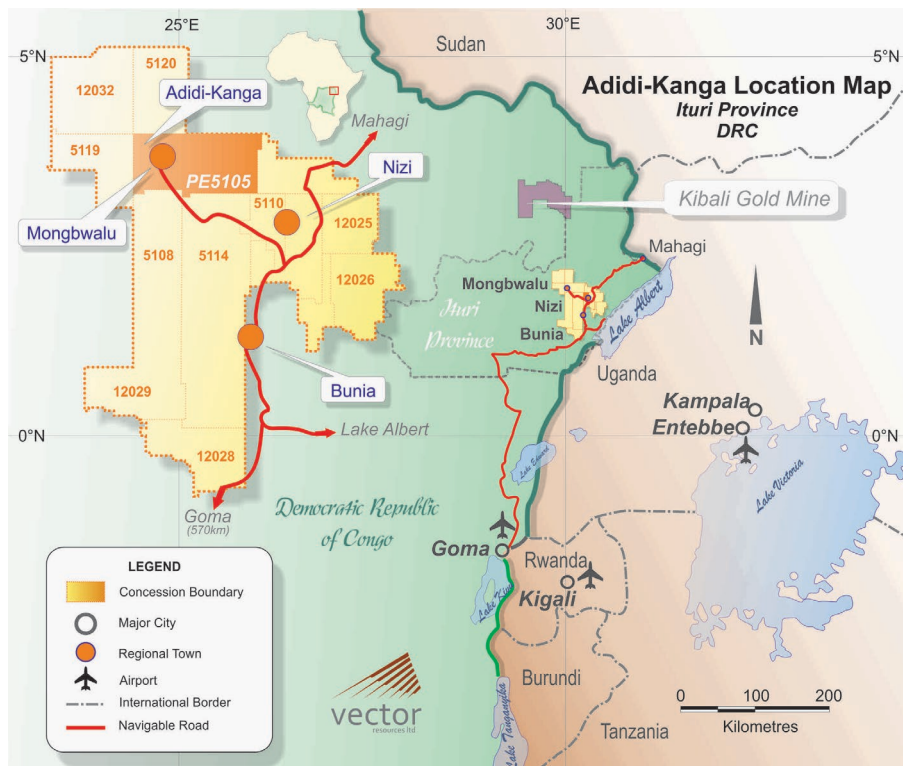 25°E
30°E
5°N
5°N
Sudan
Adidi-Kanga Location Map
Ituri Province
DRC
5120
12032
Adidi-Kanga
Mahagi
5119
PE5105
Nizi
5110
Mongbwalu
12025
5108
5114
12026
Kibali Gold Mine
Mahagi
Mongbwalu
Nizi
Bunia
Ituri
Province
Lake Albert
N
Uganda
Bunia
12029
Kampala
Entebbe
Lake Albert
0°N
0°N
12028
Lake Edward
Lake Victoria
Goma
(570km)
Democratic Republic
of Congo
Goma
Rwanda
Kigali
Lake Kivu
LEGEND
Concession Boundary
Major City
Regional Town
Airport
International Border
Navigable Road
vector
resources ltd
Burundi
Lake Tanganyika
Tanzania
0 100 200
Kilometres